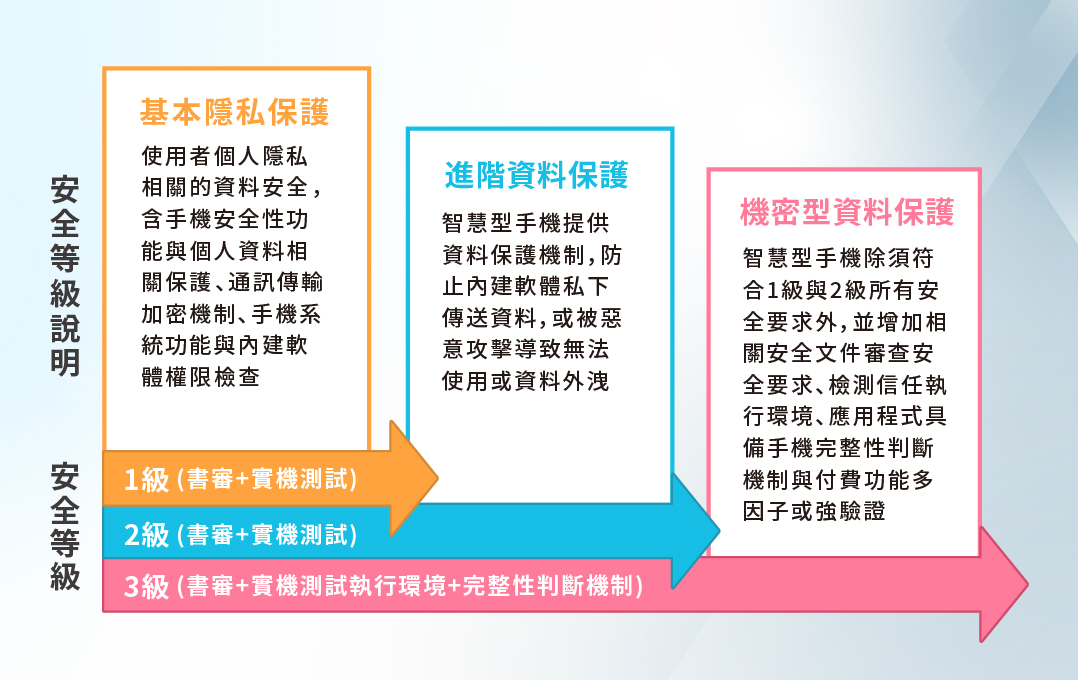 安全等級說明
基本隱私保護
使用者個人隱私
相關的資料安全，
含手機安全性功
能與個人資料相
關保護、通訊傳輸
加密機制、手機系
統功能與內建軟
體權限檢查
進階資料保護
智慧型手機提供
資料保護機制，防
止內建軟體私下
傳送資料，或被惡
意攻擊導致無法
使用或資料外洩
機密型資料保護
智慧型手機除須符
合1級與2級所有安
全要求外，並增加相
關安全文件審查安
全要求、檢測信任執
行環境、應用程式具
備手機完整性判斷
機制與付費功能多
因子或強驗證
安全等級
1級 (書審+實機測試)
2級 (書審+實機測試)
3級 (書審+實機測試執行環境+完整性判斷機制)